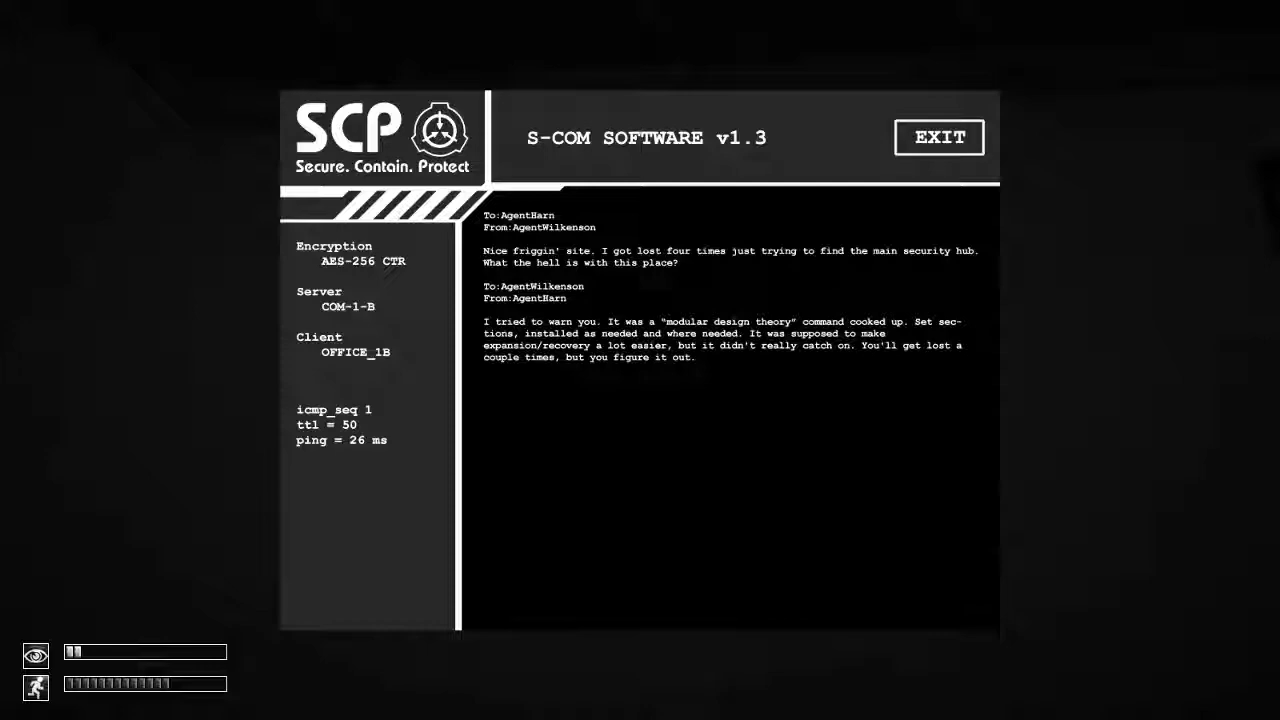 SCP
Secure. Contain. Protect
S-COM SOFTWARE v1.3
EXIT
Encryption
AES-256 CTR
Server
COM-1-B
Client
OFFICE_1B
icmp_seq 1
ttl = 50
ping = 26 ms
To:AgentHarn
From:AgentWilkenson
Nice friggin' site. I got lost four times just trying to find the main security hub.
What the hell is with this place?
To:AgentWilkenson
From:AgentHarn
I tried to warn you. It was a "modular design theory" command cooked up. Set sec-
tions, installed as needed and where needed. It was supposed to make
expansion/recovery a lot easier, but it didn't really catch on. You'll get lost a
couple times, but you figure it out.